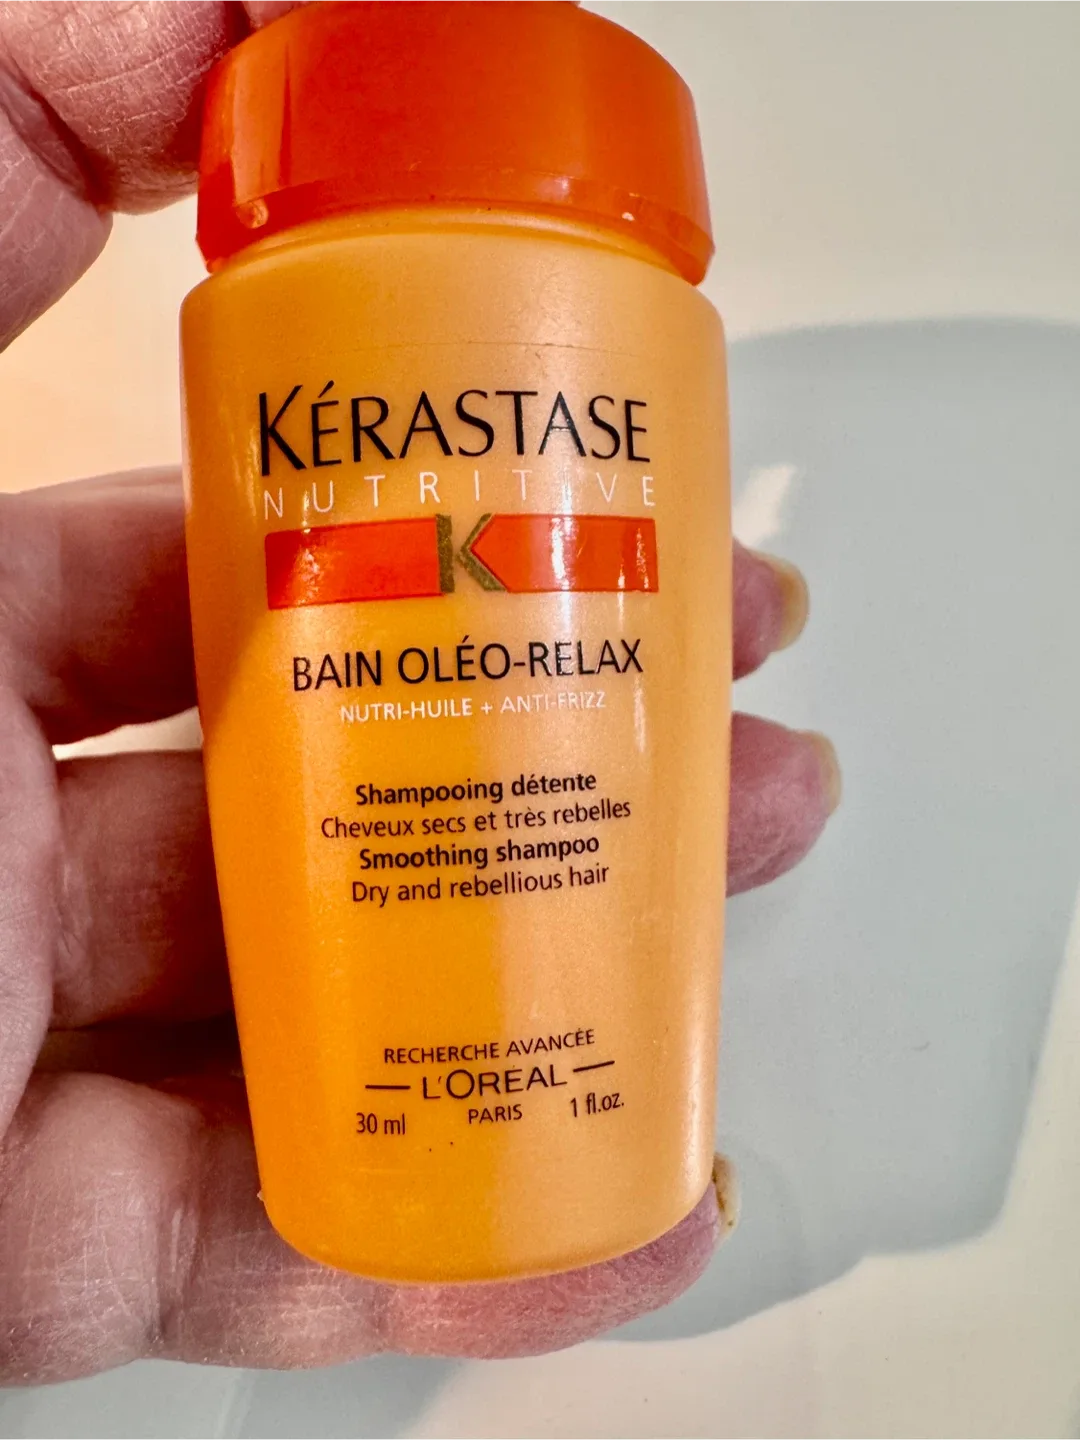 KÉRASTASE
NUTRITIVE
K
BAIN OLÉO-RELAX
NUTRI-HUILE + ANTI-FRIZZ
Shampooing détente
Cheveux secs et très rebelles
Smoothing shampoo
Dry and rebellious hair
RECHERCHE AVANCÉE
L'ORÉAL
30 ml PARIS 1 fl.oz.